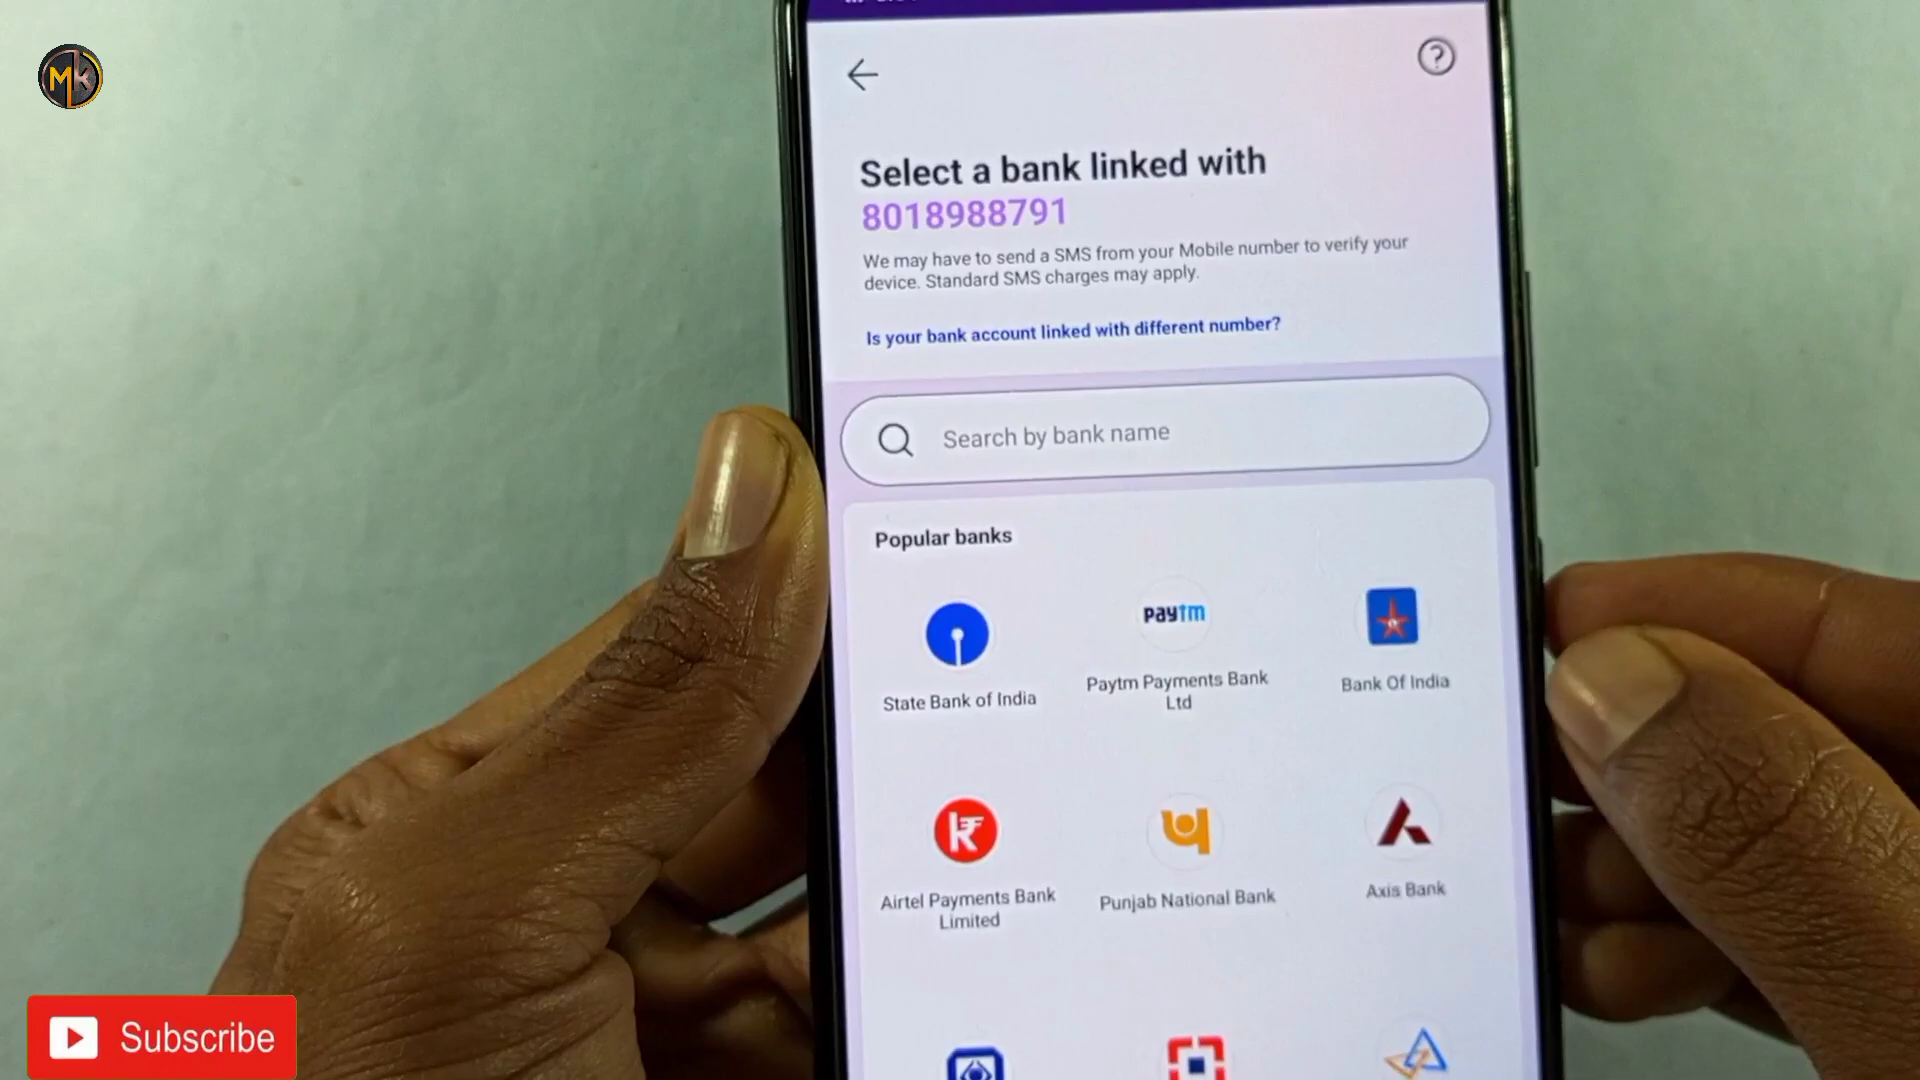 MK
Select a bank linked with
8018988791
We may have to send a SMS from your Mobile number to verify your
device. Standard SMS charges may apply.
Is your bank account linked with different number?
Search by bank name
Popular banks
paytm
State Bank of India
Paytm Payments Bank
Ltd
Bank Of India
Airtel Payments Bank
Limited
Punjab National Bank
Axis Bank
Subscribe